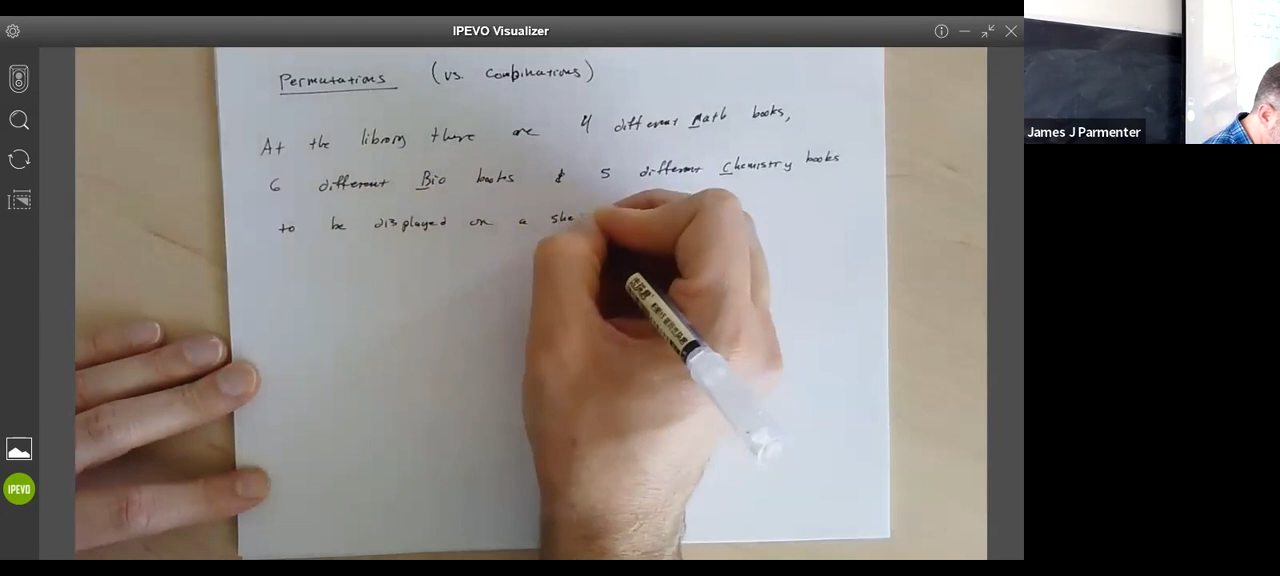 IPEVO Visualizer
Permutations (vs. Combinations)
At the library there are 4 different Math books,
6 different Bio books & 5 different Chemistry books
to be displayed on a she
James J Parmenter
IPEVO